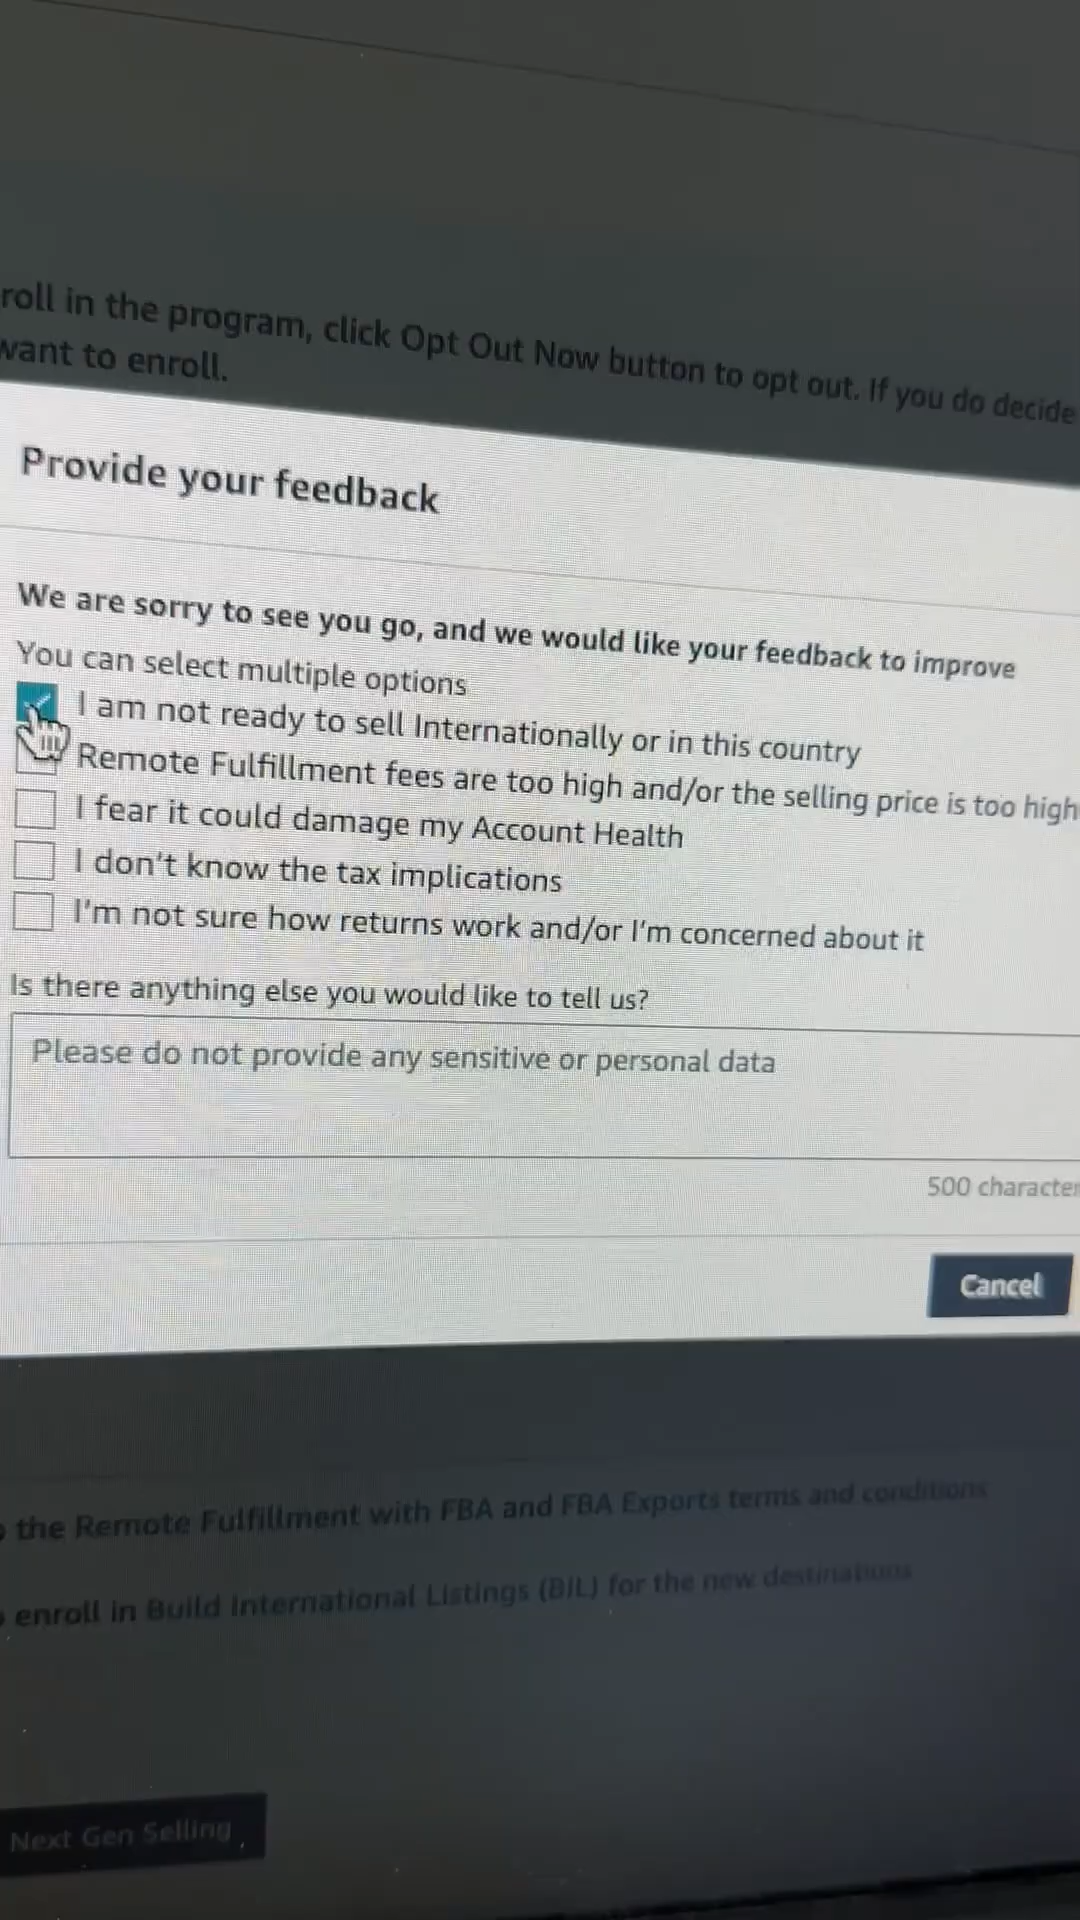 roll in the program, click Opt Out Now button to opt out. If you do decide
want to enroll.
Provide your feedback
We are sorry to see you go, and we would like your feedback to improve
You can select multiple options
I am not ready to sell Internationally or in this country
Remote Fulfillment fees are too high and/or the selling price is too high
I fear it could damage my Account Health
I don't know the tax implications
I'm not sure how returns work and/or I'm concerned about it
Is there anything else you would like to tell us?
Please do not provide any sensitive or personal data
500 character
Cancel
the Remote Fulfillment with FBA and FBA Exports terms and conditions
enroll in Build International Listings (BIL) for the new destinations
Next Gen Selling